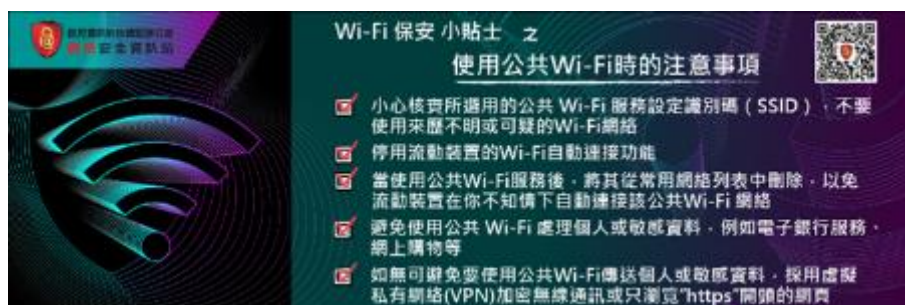 網絡安全資訊站
Wi-Fi 保安 小貼士 之
使用公共Wi-Fi時的注意事項
小心核查所選用的公共 Wi-Fi 服務設定識別碼（SSID），不要
使用來歷不明或可疑的Wi-Fi網絡
停用流動裝置的Wi-Fi自動連接功能
當使用公共Wi-Fi服務後，將其從常用網絡列表中刪除，以免
流動裝置在你不知情下自動連接該公共Wi-Fi 網絡
避免使用公共 Wi-Fi 處理個人或敏感資料，例如電子銀行服務、
網上購物等
如無可避免要使用公共Wi-Fi傳送個人或敏感資料，採用虛擬
私有網絡(VPN)加密無線通訊或只瀏覽"https"開頭的網頁